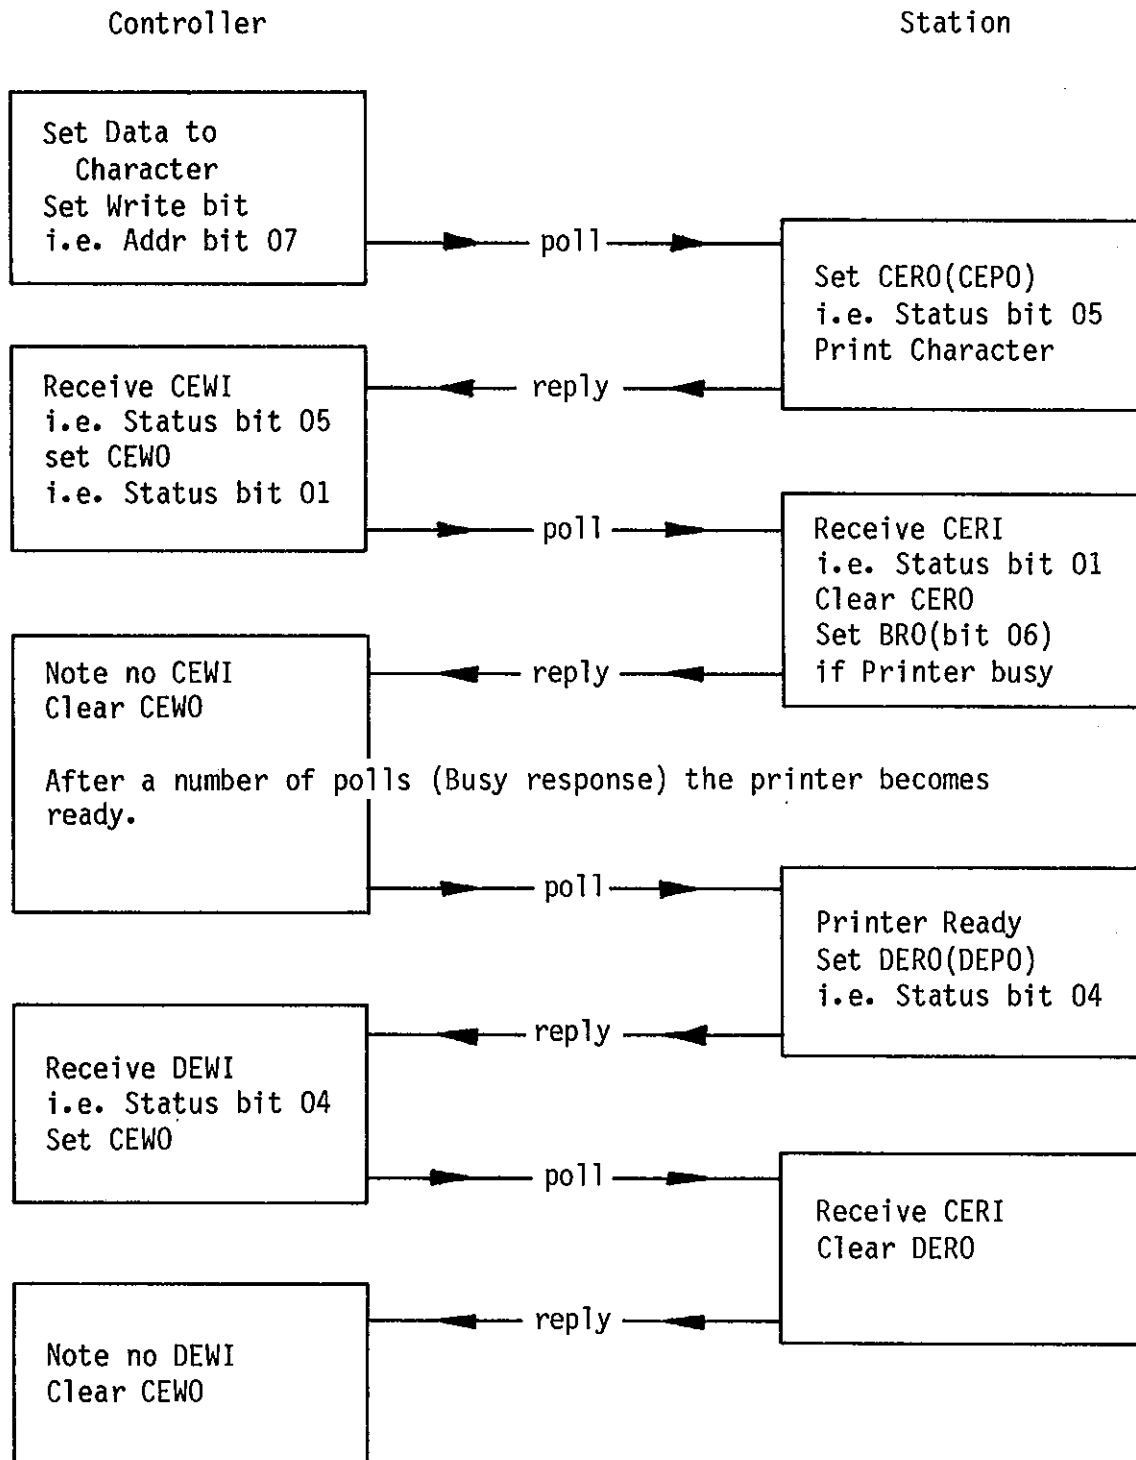 Controller
Station
Set Data to
Character
Set Write bit
i.e. Addr bit 07
poll
Set CERO(CEPO)
i.e. Status bit 05
Print Character
reply
Receive CEWI
i.e. Status bit 05
set CEWO
i.e. Status bit 01
poll
Receive CERI
i.e. Status bit 01
Clear CERO
Set BRO(bit 06)
if Printer busy
reply
Note no CEWI
Clear CEWO
After a number of polls (Busy response) the printer becomes
ready.
poll
Printer Ready
Set DERO(DEPO)
i.e. Status bit 04
reply
Receive DEWI
i.e. Status bit 04
Set CEWO
poll
Receive CERI
Clear DERO
reply
Note no DEWI
Clear CEWO